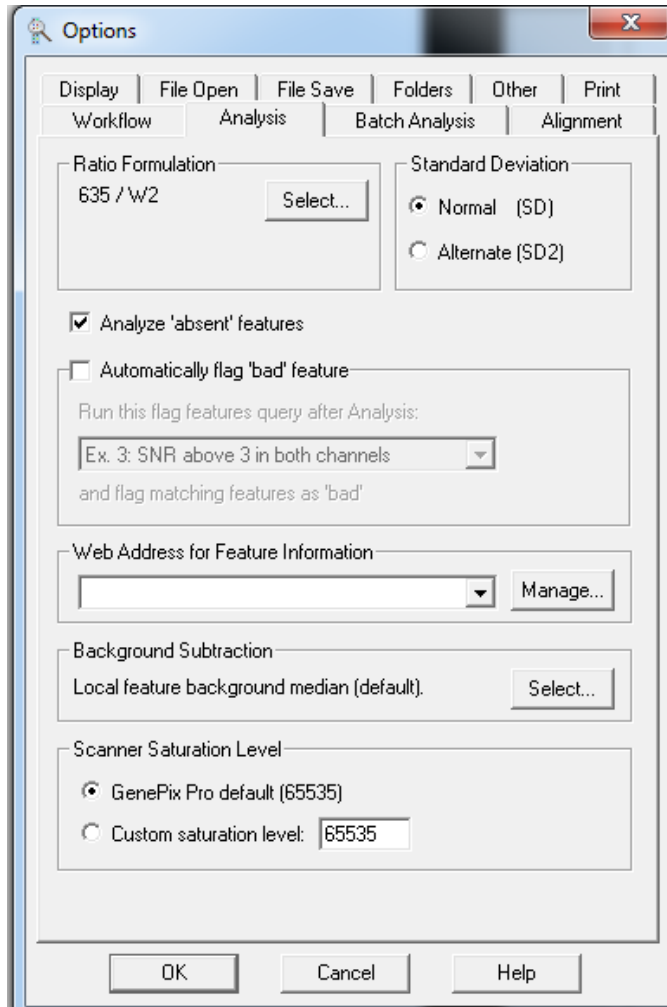 Options
Display File Open File Save Folders Other Print
Workflow Analysis Batch Analysis Alignment
Ratio Formulation
635 / W2
Select...
Standard Deviation
Normal (SD)
Alternate (SD2)
Analyze 'absent' features
Automatically flag 'bad' feature
Run this flag features query after Analysis:
Ex. 3: SNR above 3 in both channels
and flag matching features as 'bad'
Web Address for Feature Information
Manage...
Background Subtraction
Local feature background median (default).
Select...
Scanner Saturation Level
GenePix Pro default (65535)
Custom saturation level: 65535
OK Cancel Help